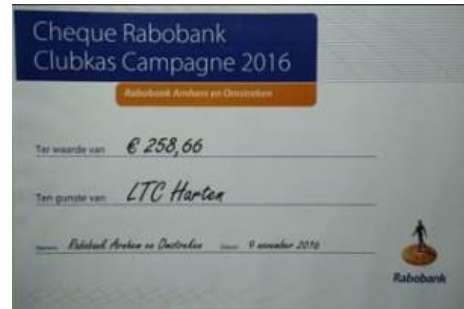 Cheque Rabobank
Clubkas Campagne 2016
Rabobank Arnhem en Omstreken
Ter waarde van € 258,66
Ten gunste van LTC Harten
Rabobank Arnhem en Omstreken 9 november 2016
Rabobank